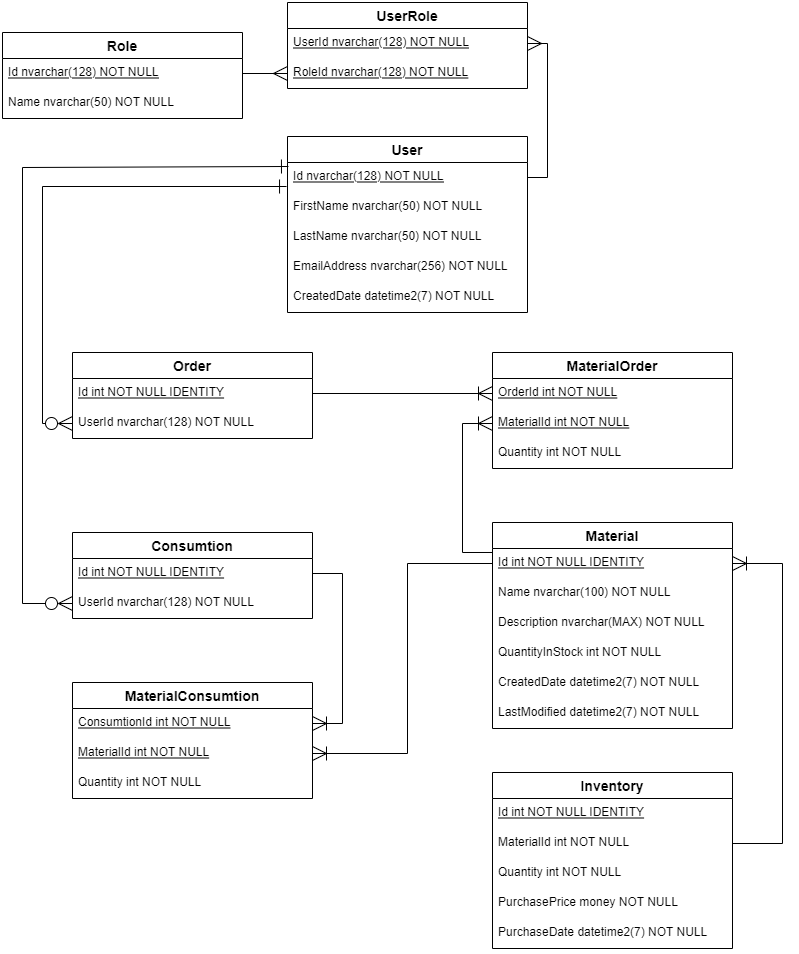 UserRole
UserId nvarchar(128) NOT NULL
RoleId nvarchar(128) NOT NULL
Role
Id nvarchar(128) NOT NULL
Name nvarchar(50) NOT NULL
User
Id nvarchar(128) NOT NULL
FirstName nvarchar(50) NOT NULL
LastName nvarchar(50) NOT NULL
EmailAddress nvarchar(256) NOT NULL
CreatedDate datetime2(7) NOT NULL
Order
Id int NOT NULL IDENTITY
UserId nvarchar(128) NOT NULL
MaterialOrder
OrderId int NOT NULL
MaterialId int NOT NULL
Quantity int NOT NULL
Consumtion
Id int NOT NULL IDENTITY
UserId nvarchar(128) NOT NULL
Material
Id int NOT NULL IDENTITY
Name nvarchar(100) NOT NULL
Description nvarchar(MAX) NOT NULL
QuantityInStock int NOT NULL
CreatedDate datetime2(7) NOT NULL
LastModified datetime2(7) NOT NULL
MaterialConsumtion
ConsumtionId int NOT NULL
MaterialId int NOT NULL
Quantity int NOT NULL
Inventory
Id int NOT NULL IDENTITY
MaterialId int NOT NULL
Quantity int NOT NULL
PurchasePrice money NOT NULL
PurchaseDate datetime2(7) NOT NULL